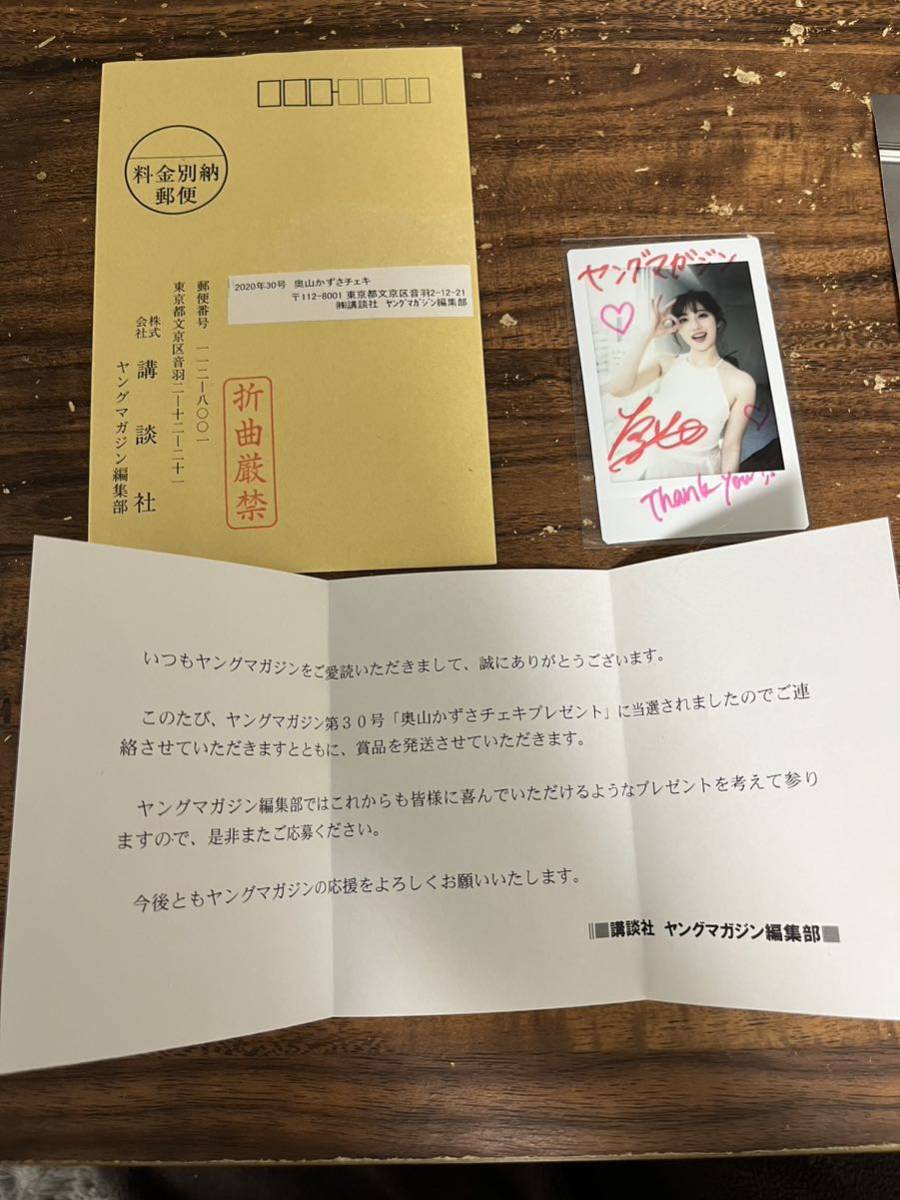 料金別納
郵便
2020年30号 奥山かずさチェキ
〒112-8001 東京都文京区音羽2-12-21
㈱講談社 ヤングマガジン編集部
郵便番号 一一二―八〇〇一
東京都文京区音羽二―十二―二十一
株式会社 講談社
ヤングマガジン編集部
折曲厳禁
ヤングマガジン
Thank you
いつもヤングマガジンをご愛読いただきまして、誠にありがとうございます。
このたび、ヤングマガジン第30号「奥山かずさチェキプレゼント」に当選されましたのでご連
絡させていただきますとともに、賞品を発送させていただきます。
ヤングマガジン編集部ではこれからも皆様に喜んでいただけるようなプレゼントを考えて参り
ますので、是非またご応募ください。
今後ともヤングマガジンの応援をよろしくお願いいたします。
講談社 ヤングマガジン編集部